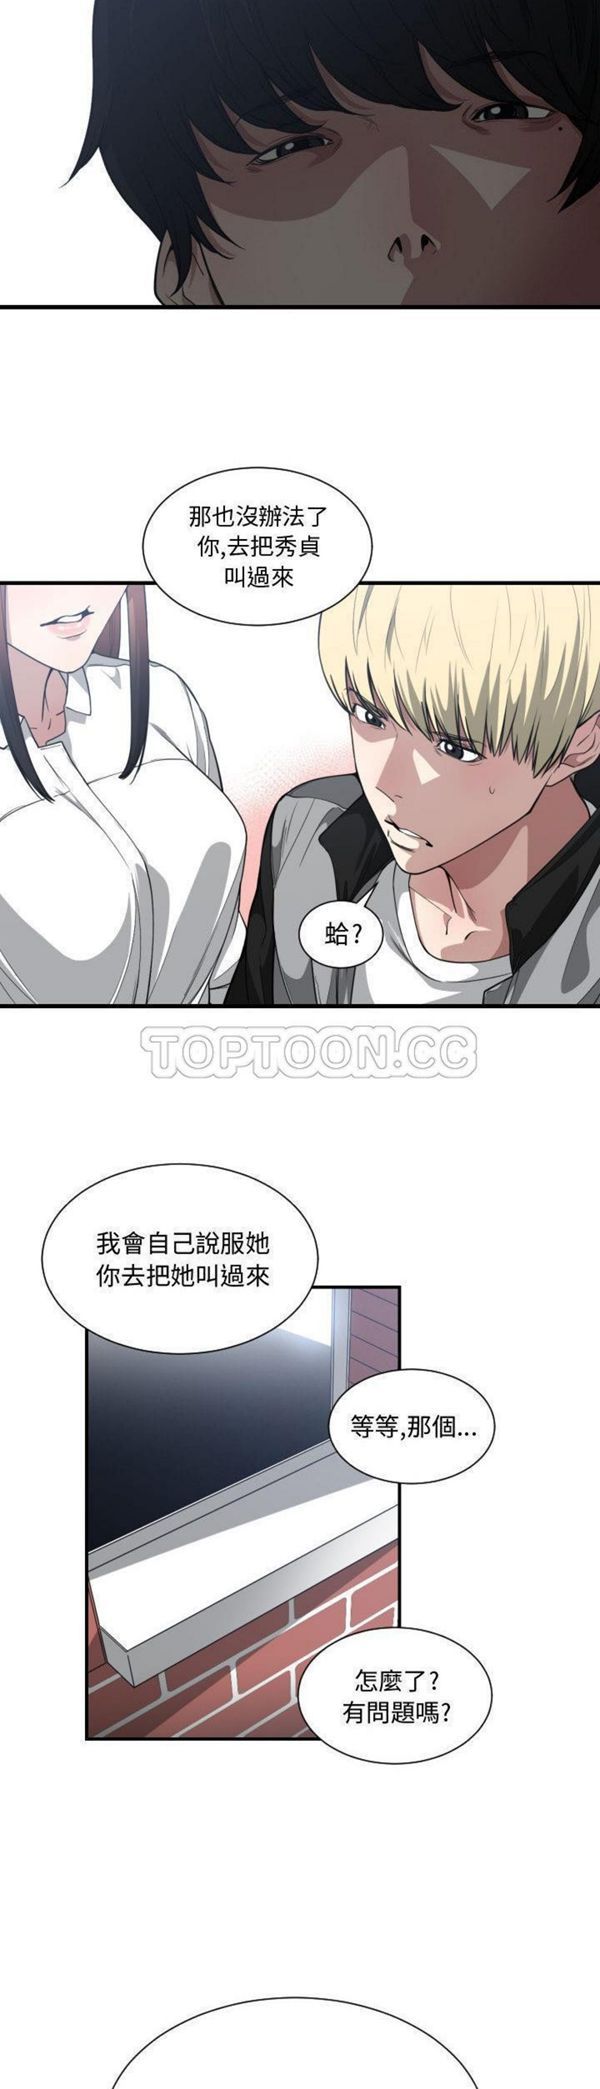 那也沒辦法了
你,去把秀貞
叫過來
蛤?
TOPTOON.CC
我會自己說服她
你去把她叫過來
等等,那個...
怎麼了?
有問題嗎?